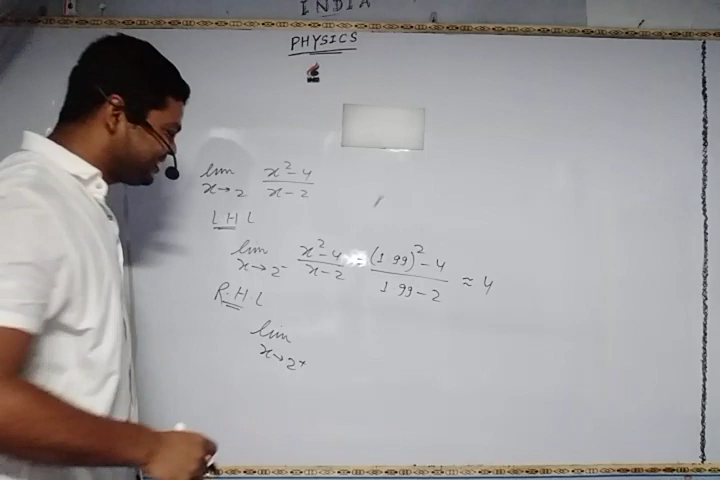 INDIA
PHYSICS
lim x→2 x²-4 / x-2
LHL
lim x→2⁻ x²-4 / x-2 = (1.99)²-4 / 1.99-2 ≈ 4
R.H L
lim x→2⁺